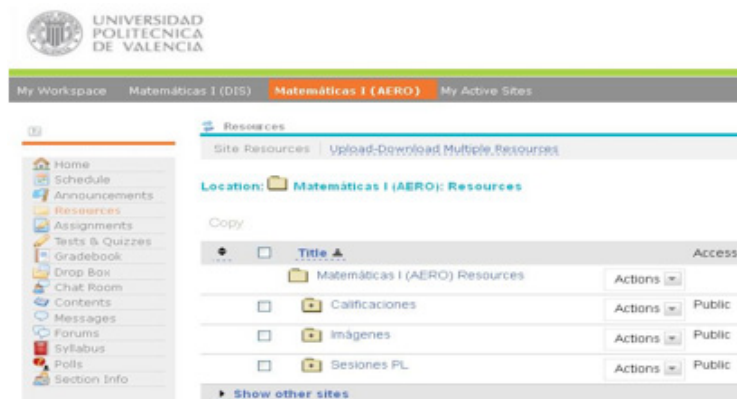 UNIVERSIDAD
POLITECNICA
DE VALENCIA
My Workspace Matemáticas I (DIS) Matemáticas I (AERO) My Active Sites
Resources
Site Resources Upload-Download Multiple Resources
Location: Matemáticas I (AERO): Resources
Copy
Title Access
Matemáticas I (AERO) Resources Actions
Calificaciones Actions Public
Imágenes Actions Public
Sesiones PL Actions Public
Show other sites
Home
Schedule
Announcements
Resources
Assignments
Tests & Quizzes
Gradebook
Drop Box
Chat Room
Contents
Messages
Forums
Syllabus
Polls
Section Info